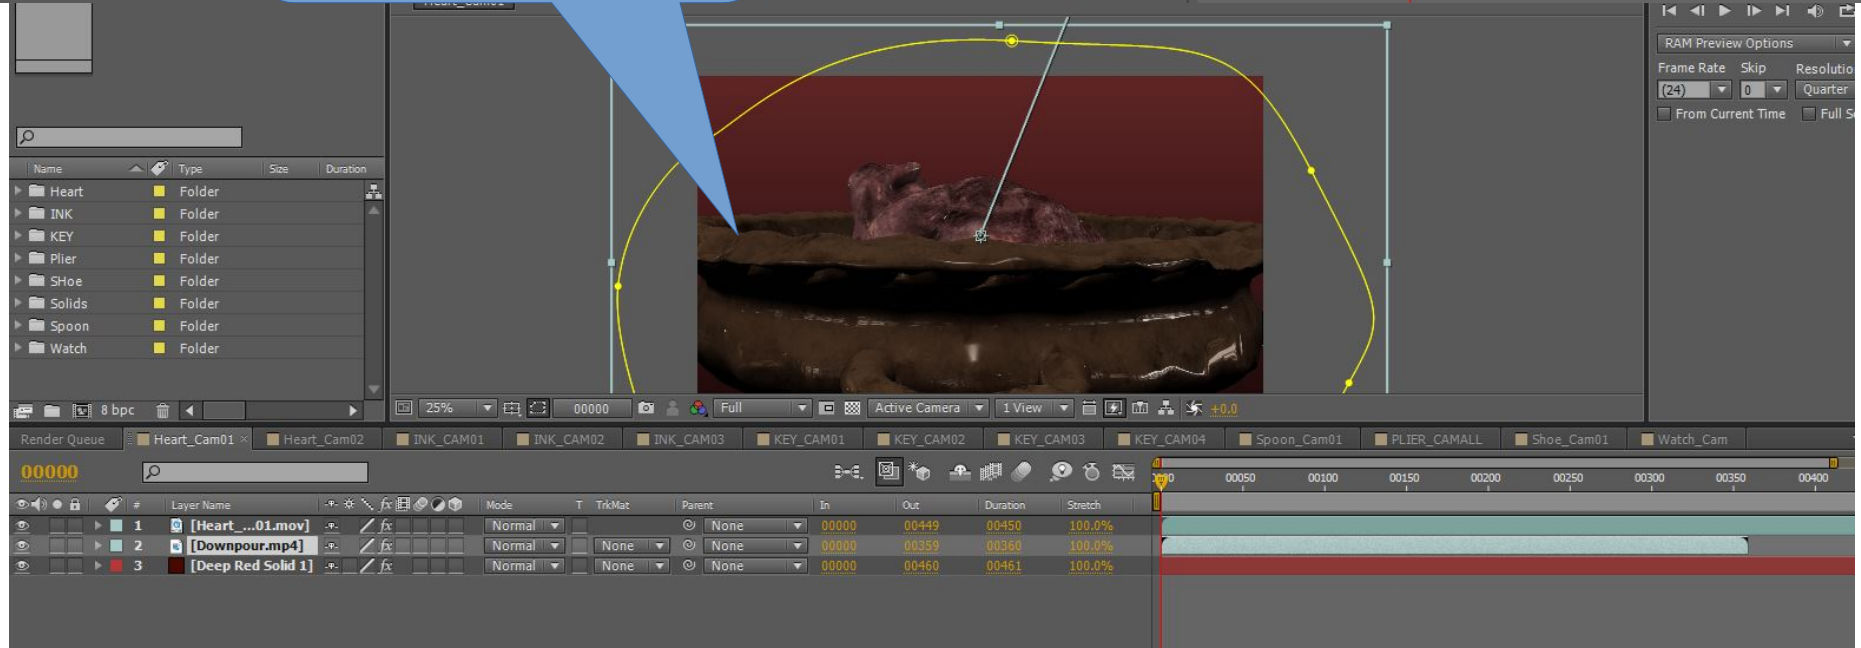 Heart_Cam01
RAM Preview Options
Frame Rate Skip Resolutio
(24) 0 Quarter
From Current Time Full S
Name Type Size Duration
Heart Folder
INK Folder
KEY Folder
Plier Folder
SHoe Folder
Solids Folder
Spoon Folder
Watch Folder
8 bpc 25% 00000 Full Active Camera 1 View +0.0
Render Queue Heart_Cam01 × Heart_Cam02 INK_CAM01 INK_CAM02 INK_CAM03 KEY_CAM01 KEY_CAM02 KEY_CAM03 KEY_CAM04 Spoon_Cam01 PLIER_CAMALL Shoe_Cam01 Watch_Cam
00000 00050 00100 00150 00200 00250 00300 00350 00400
# Layer Name fx Mode T TrkMat Parent In Out Duration Stretch
1 [Heart_...01.mov] fx Normal None 00000 00449 00450 100.0%
2 [Downpour.mp4] fx Normal None None 00000 00359 00360 100.0%
3 [Deep Red Solid 1] fx Normal None None 00000 00460 00461 100.0%